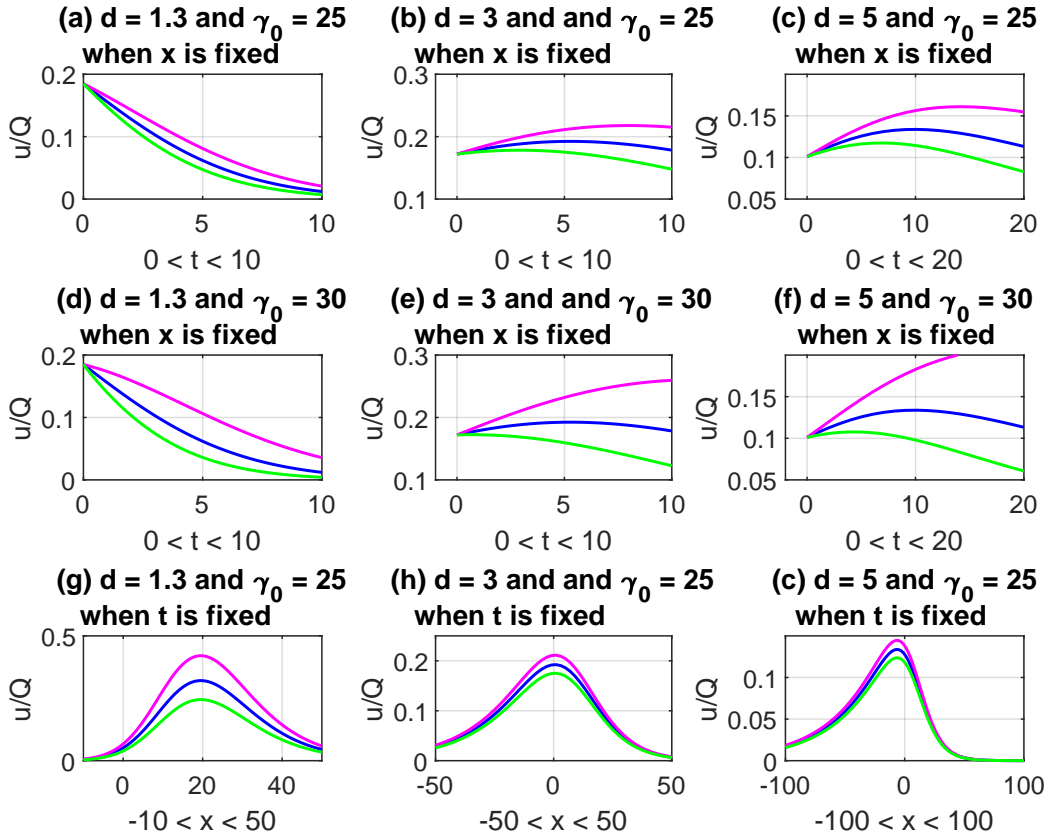 (a) d = 1.3 and γ0 = 25
when x is fixed
(b) d = 3 and and γ0 = 25
when x is fixed
(c) d = 5 and γ0 = 25
when x is fixed
0.2
0.1
0
u/Q
0 5 10
0 < t < 10
0.3
0.2
0.1
u/Q
0 5 10
0 < t < 10
0.15
0.1
0.05
u/Q
0 10 20
0 < t < 20
(d) d = 1.3 and γ0 = 30
when x is fixed
(e) d = 3 and and γ0 = 30
when x is fixed
(f) d = 5 and γ0 = 30
when x is fixed
0.2
0.1
0
u/Q
0 5 10
0 < t < 10
0.3
0.2
0.1
u/Q
0 5 10
0 < t < 10
0.15
0.1
0.05
u/Q
0 10 20
0 < t < 20
(g) d = 1.3 and γ0 = 25
when t is fixed
(h) d = 3 and and γ0 = 25
when t is fixed
(c) d = 5 and γ0 = 25
when t is fixed
0.5
0
u/Q
0 20 40
-10 < x < 50
0.2
0.1
0
u/Q
-50 0 50
-50 < x < 50
0.1
0.05
0
u/Q
-100 0 100
-100 < x < 100